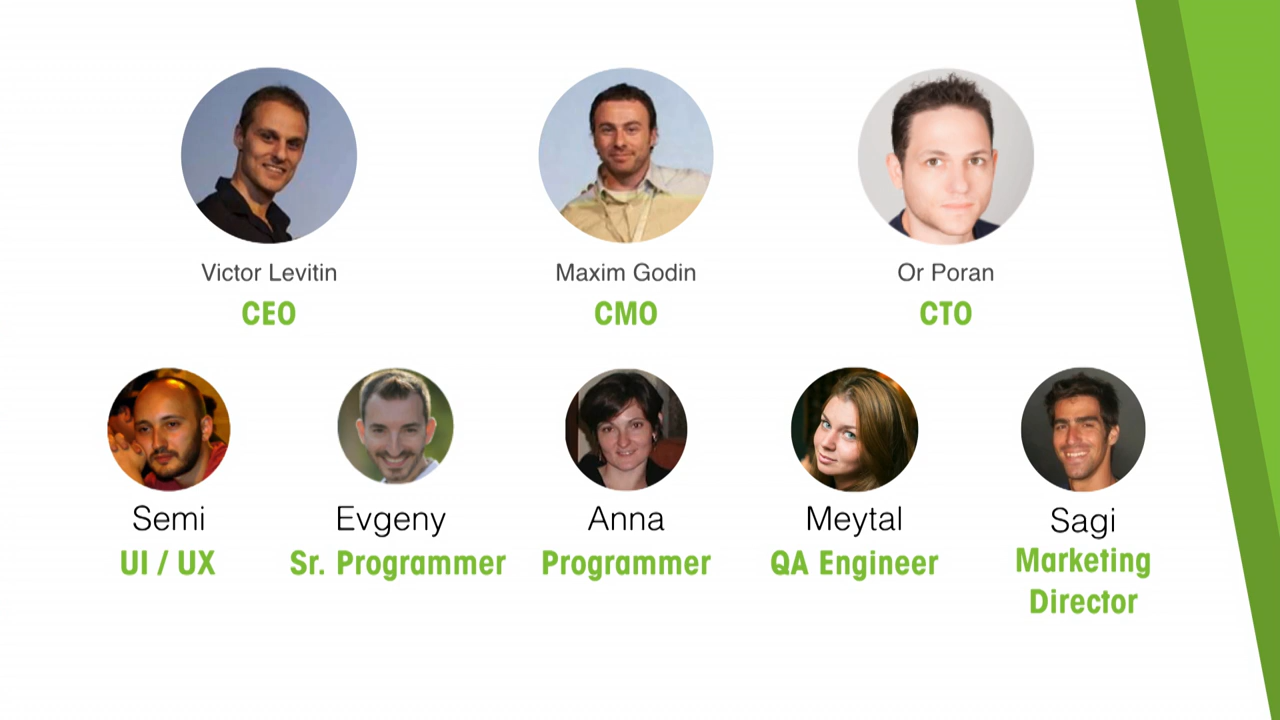 Victor Levitin
CEO
Maxim Godin
CMO
Or Poran
CTO
Semi
UI / UX
Evgeny
Sr. Programmer
Anna
Programmer
Meytal
QA Engineer
Sagi
Marketing
Director